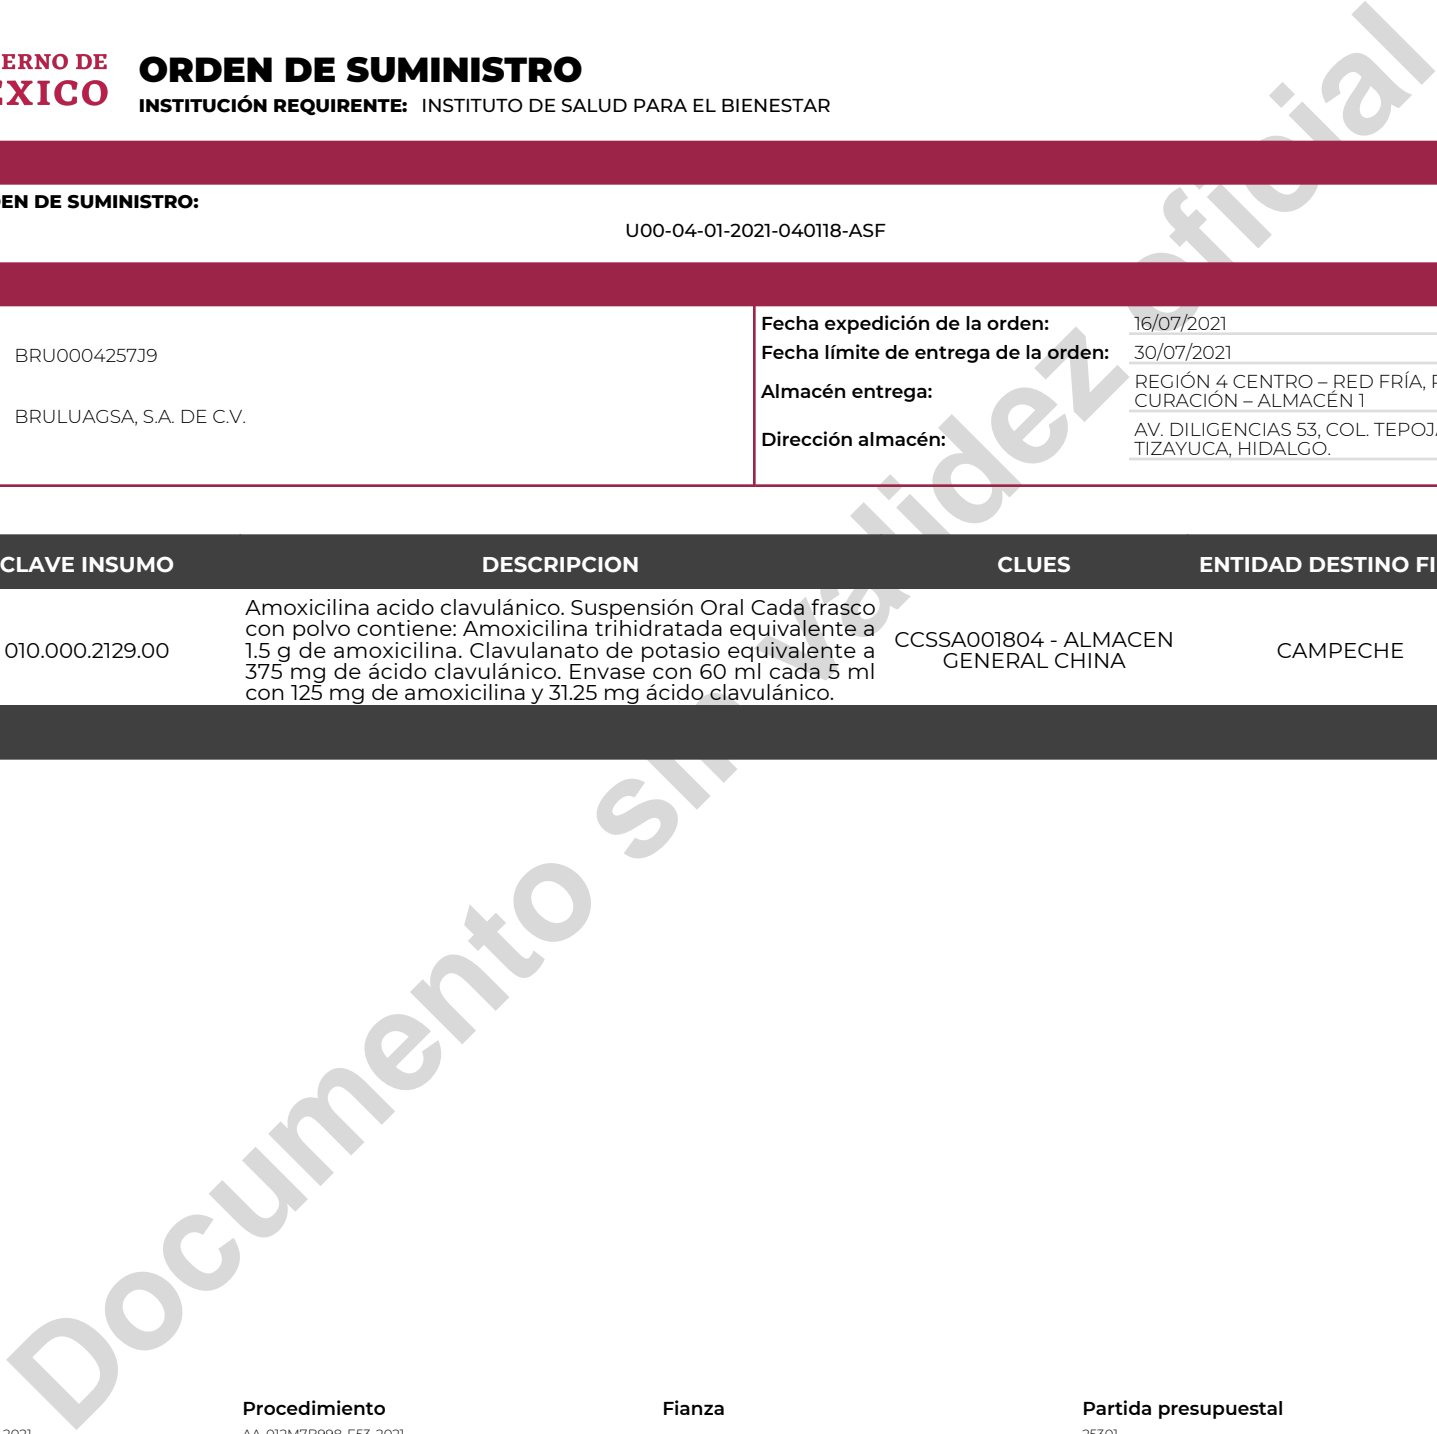 ERNO DE
EXICO
ORDEN DE SUMINISTRO
INSTITUCIÓN REQUIRENTE: INSTITUTO DE SALUD PARA EL BIENESTAR
EN DE SUMINISTRO:
U00-04-01-2021-040118-ASF
BRU0004257J9
BRULUAGSA, S.A. DE C.V.
Fecha expedición de la orden: 16/07/2021
Fecha límite de entrega de la orden: 30/07/2021
Almacén entrega: REGIÓN 4 CENTRO – RED FRÍA,
CURACIÓN – ALMACÉN 1
Dirección almacén: AV. DILIGENCIAS 53, COL. TEPOJ
TIZAYUCA, HIDALGO.
CLAVE INSUMO DESCRIPCION CLUES ENTIDAD DESTINO FI
010.000.2129.00
Amoxicilina acido clavulánico. Suspensión Oral Cada frasco
con polvo contiene: Amoxicilina trihidratada equivalente a
1.5 g de amoxicilina. Clavulanato de potasio equivalente a
375 mg de ácido clavulánico. Envase con 60 ml cada 5 ml
con 125 mg de amoxicilina y 31.25 mg ácido clavulánico.
CCSSA001804 - ALMACEN
GENERAL CHINA
CAMPECHE
Documento sin validez oficial
Procedimiento Fianza Partida presupuestal